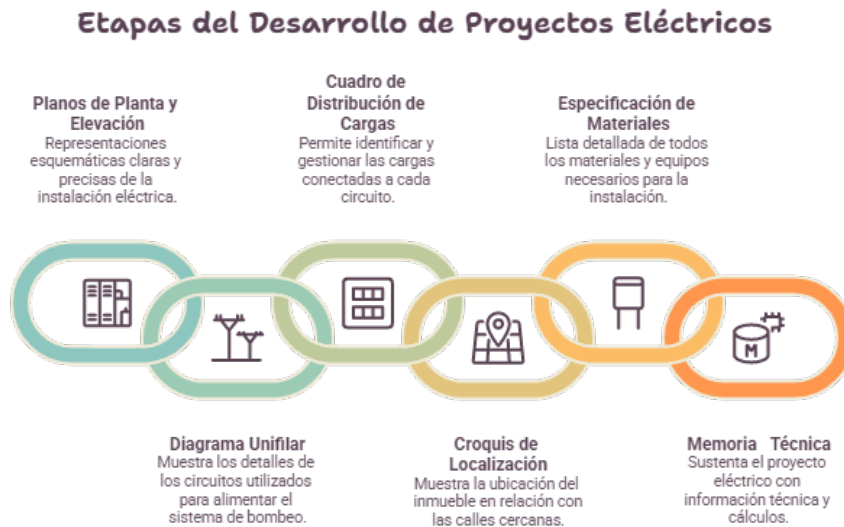 Etapas del Desarrollo de Proyectos Eléctricos
Planos de Planta y
Elevación
Representaciones
esquemáticas claras y
precisas de la
instalación eléctrica.
Diagrama Unifilar
Muestra los detalles de
los circuitos utilizados
para alimentar el
sistema de bombeo.
Cuadro de
Distribución de
Cargas
Permite identificar y
gestionar las cargas
conectadas a cada
circuito.
Croquis de
Localización
Muestra la ubicación del
inmueble en relación con
las calles cercanas.
Especificación de
Materiales
Lista detallada de todos
los materiales y equipos
necesarios para la
instalación.
Memoria Técnica
Sustenta el proyecto
eléctrico con
información técnica y
cálculos.
M